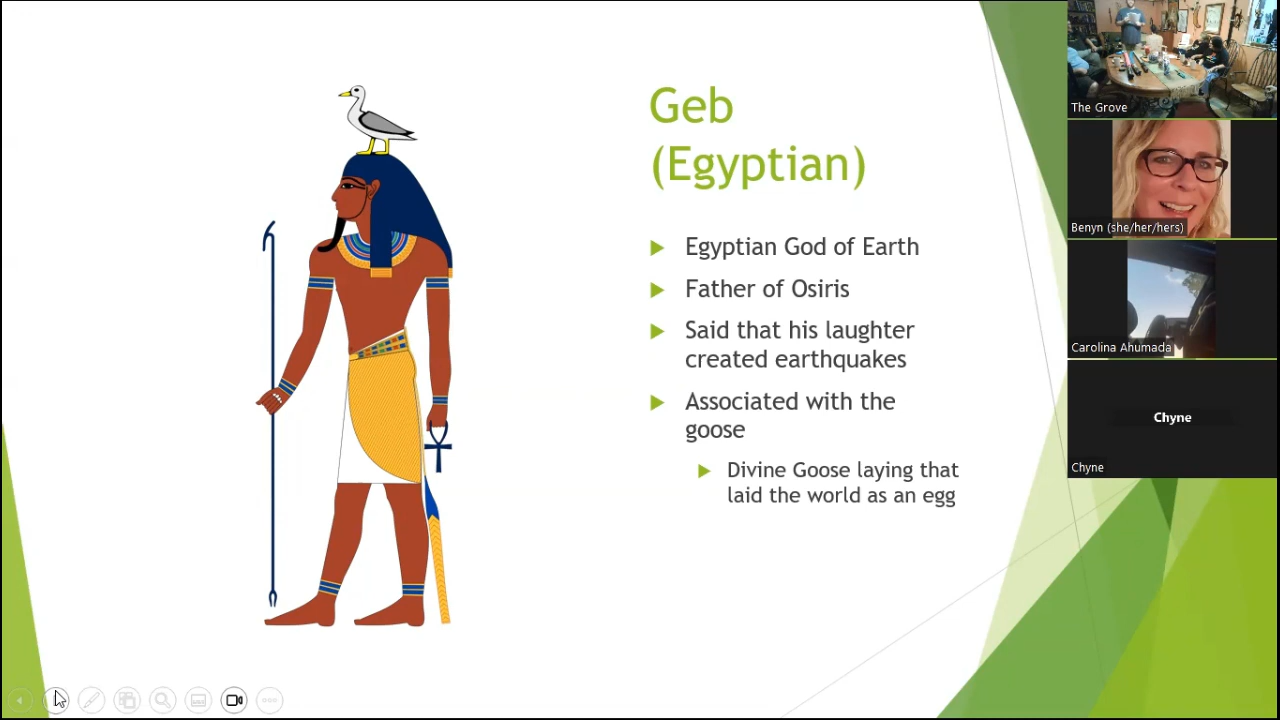 Geb
(Egyptian)
Egyptian God of Earth
Father of Osiris
Said that his laughter
created earthquakes
Associated with the
goose
Divine Goose laying that
laid the world as an egg
The Grove
Benyn (she/her/hers)
Carolina Ahumada
Chyne
Chyne